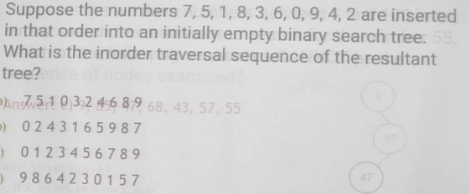 Suppose the numbers 7, 5, 1, 8, 3, 6, 0, 9, 4, 2 are inserted
in that order into an initially empty binary search tree. 55,
What is the inorder traversal sequence of the resultant
tree?
7 5 1 0 3 2 4 6 8 9 68, 43, 57, 55
) 0 2 4 3 1 6 5 9 8 7
) 0 1 2 3 4 5 6 7 8 9
) 9 8 6 4 2 3 0 1 5 7
47